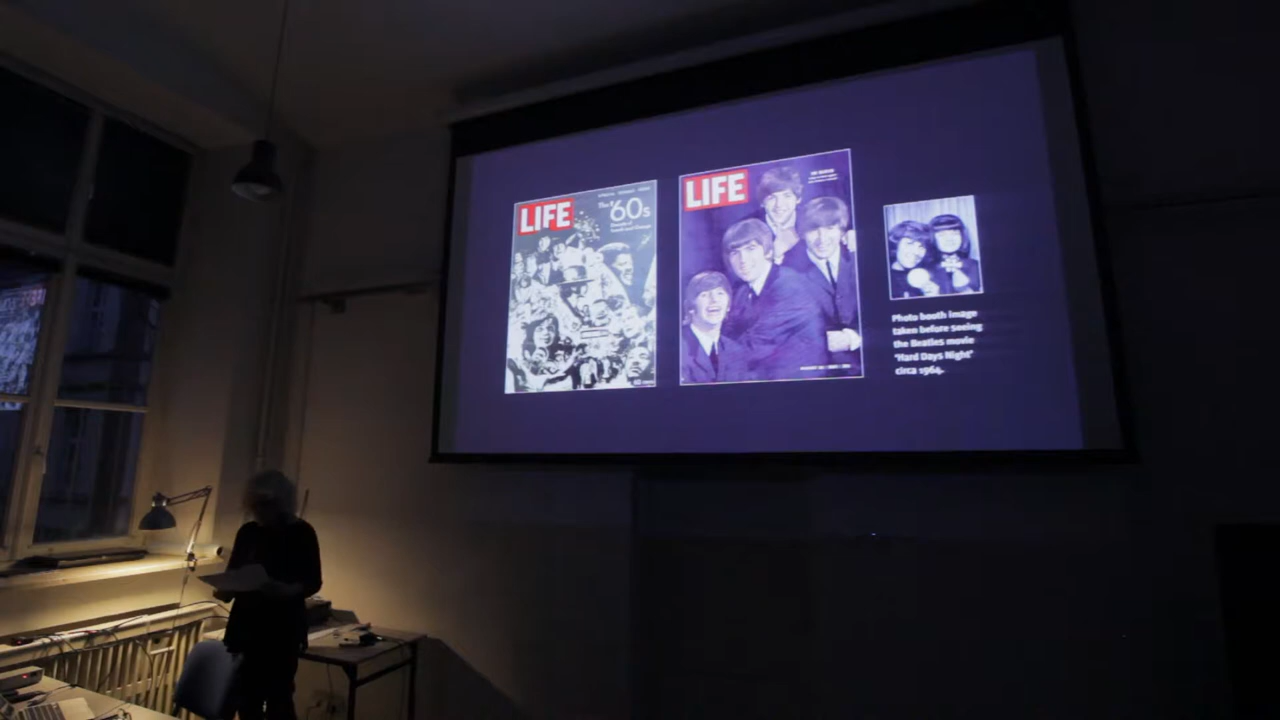 LIFE
The '60s
LIFE
Photo booth image
taken before seeing
the Beatles movie
'Hard Days Night'
circa 1964.